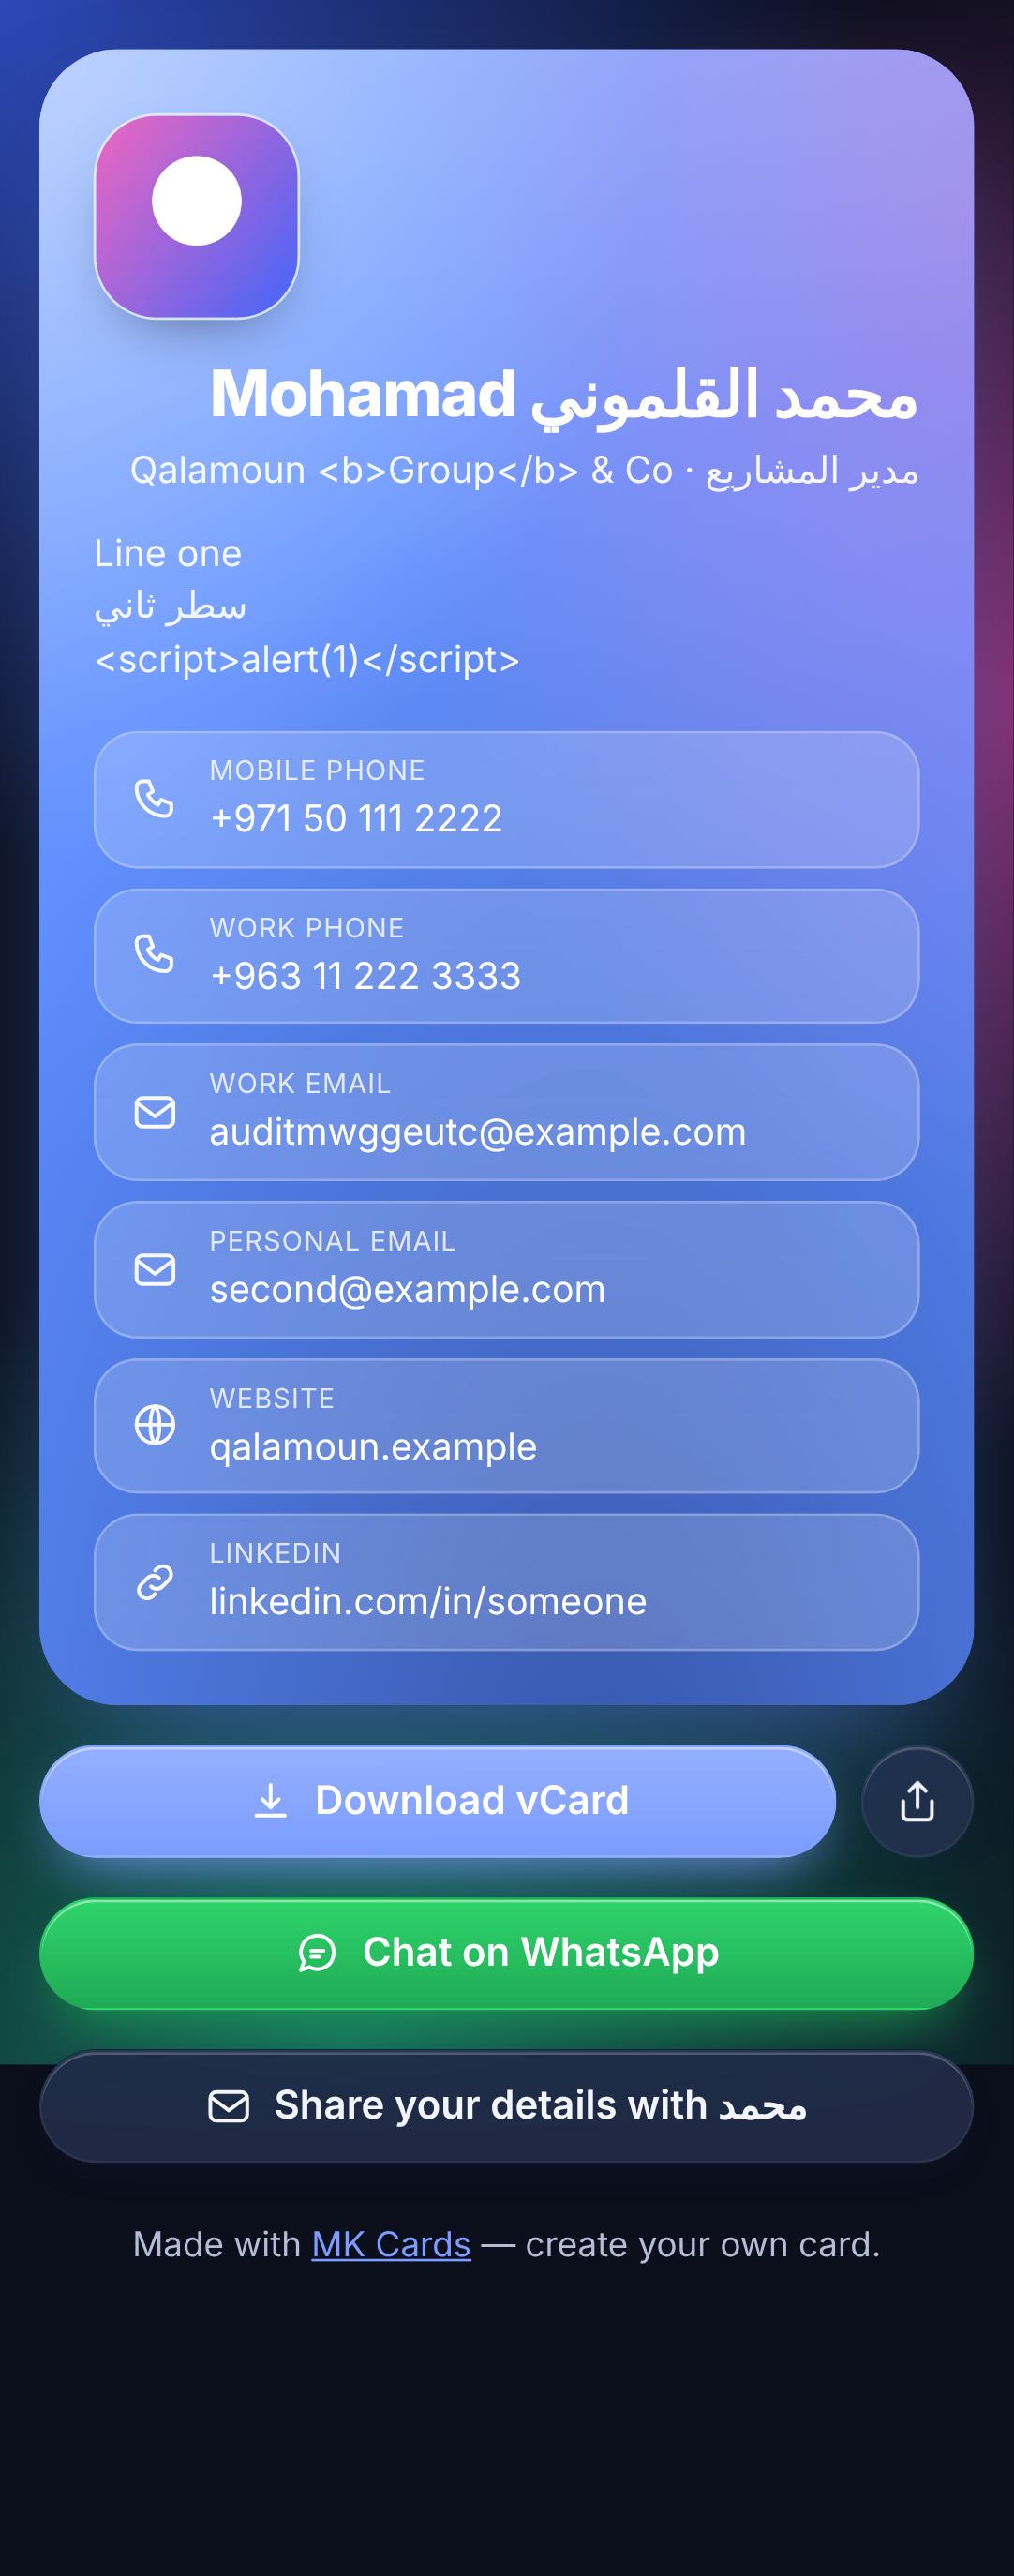 محمد القلموني Mohamad
مدير المشاريع · Qalamoun <b>Group</b> & Co
Line one
سطر ثاني
<script>alert(1)</script>
MOBILE PHONE
+971 50 111 2222
WORK PHONE
+963 11 222 3333
WORK EMAIL
auditmwggeutc@example.com
PERSONAL EMAIL
second@example.com
WEBSITE
qalamoun.example
LINKEDIN
linkedin.com/in/someone
Download vCard
Chat on WhatsApp
Share your details with محمد
Made with MK Cards — create your own card.